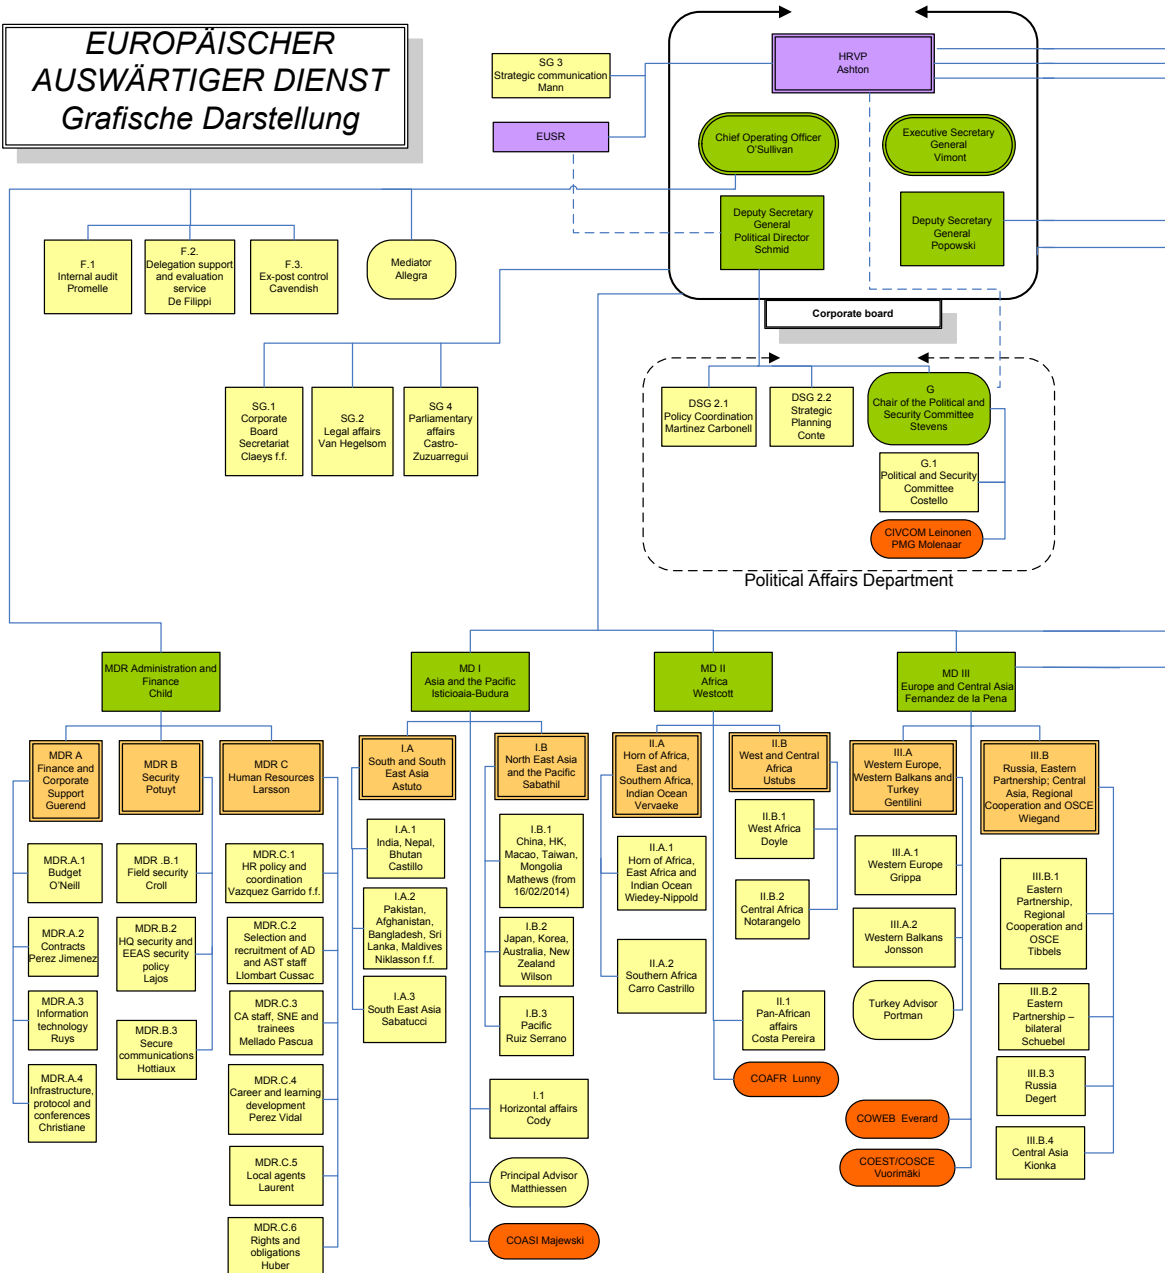 EUROPÄISCHER
AUSWÄRTIGER DIENST
Grafische Darstellung
SG 3
Strategic communication
Mann
EUSR
HRVP
Ashton
Chief Operating Officer
O'Sullivan
Executive Secretary
General
Vimont
Deputy Secretary
General
Political Director
Schmid
Deputy Secretary
General
Popowski
Corporate board
F.1
Internal audit
Promelle
F.2.
Delegation support
and evaluation
service
De Filippi
F.3.
Ex-post control
Cavendish
Mediator
Allegra
SG.1
Corporate
Board
Secretariat
Claeys f.f.
SG.2
Legal affairs
Van Hegelsom
SG 4
Parliamentary
affairs
Castro-
Zuzuarregui
DSG 2.1
Policy Coordination
Martinez Carbonell
DSG 2.2
Strategic
Planning
Conte
G
Chair of the Political and
Security Committee
Stevens
G.1
Political and Security
Committee
Costello
CIVCOM Leinonen
PMG Molenaar
Political Affairs Department
MDR Administration and
Finance
Child
MD I
Asia and the Pacific
Isticioaia-Budura
MD II
Africa
Westcott
MD III
Europe and Central Asia
Fernandez de la Pena
MDR A
Finance and
Corporate
Support
Guerend
MDR B
Security
Potuyt
MDR C
Human Resources
Larsson
I.A
South and South
East Asia
Astuto
I.B
North East Asia
and the Pacific
Sabathil
II.A
Horn of Africa,
East and
Southern Africa,
Indian Ocean
Vervaeke
II.B
West and Central
Africa
Ustubs
III.A
Western Europe,
Western Balkans and
Turkey
Gentilini
III.B
Russia, Eastern
Partnership; Central
Asia, Regional
Cooperation and OSCE
Wiegand
MDR.A.1
Budget
O'Neill
MDR.A.2
Contracts
Perez Jimenez
MDR.A.3
Information
technology
Ruys
MDR.A.4
Infrastructure,
protocol and
conferences
Christiane
MDR .B.1
Field security
Croll
MDR.B.2
HQ security and
EEAS security
policy
Lajos
MDR.B.3
Secure
communications
Hottiaux
MDR.C.1
HR policy and
coordination
Vazquez Garrido f.f.
MDR.C.2
Selection and
recruitment of AD
and AST staff
Llombart Cussac
MDR.C.3
CA staff, SNE and
trainees
Mellado Pascua
MDR.C.4
Career and learning
development
Perez Vidal
MDR.C.5
Local agents
Laurent
MDR.C.6
Rights and
obligations
Huber
I.A.1
India, Nepal,
Bhutan
Castillo
I.A.2
Pakistan,
Afghanistan,
Bangladesh, Sri
Lanka, Maldives
Niklasson f.f.
I.A.3
South East Asia
Sabatucci
I.B.1
China, HK,
Macao, Taiwan,
Mongolia
Mathews (from
16/02/2014)
I.B.2
Japan, Korea,
Australia, New
Zealand
Wilson
I.B.3
Pacific
Ruiz Serrano
I.1
Horizontal affairs
Cody
Principal Advisor
Matthiessen
COASI Majewski
II.A.1
Horn of Africa,
East Africa and
Indian Ocean
Wiedey-Nippold
II.A.2
Southern Africa
Carro Castrillo
II.B.1
West Africa
Doyle
II.B.2
Central Africa
Notarangelo
II.1
Pan-African
affairs
Costa Pereira
COAFR Lunny
III.A.1
Western Europe
Grippa
III.A.2
Western Balkans
Jonsson
Turkey Advisor
Portman
COWEB Everard
COEST/COSCE
Vuorimäki
III.B.1
Eastern
Partnership,
Regional
Cooperation and
OSCE
Tibbels
III.B.2
Eastern
Partnership –
bilateral
Schuebel
III.B.3
Russia
Degert
III.B.4
Central Asia
Kionka